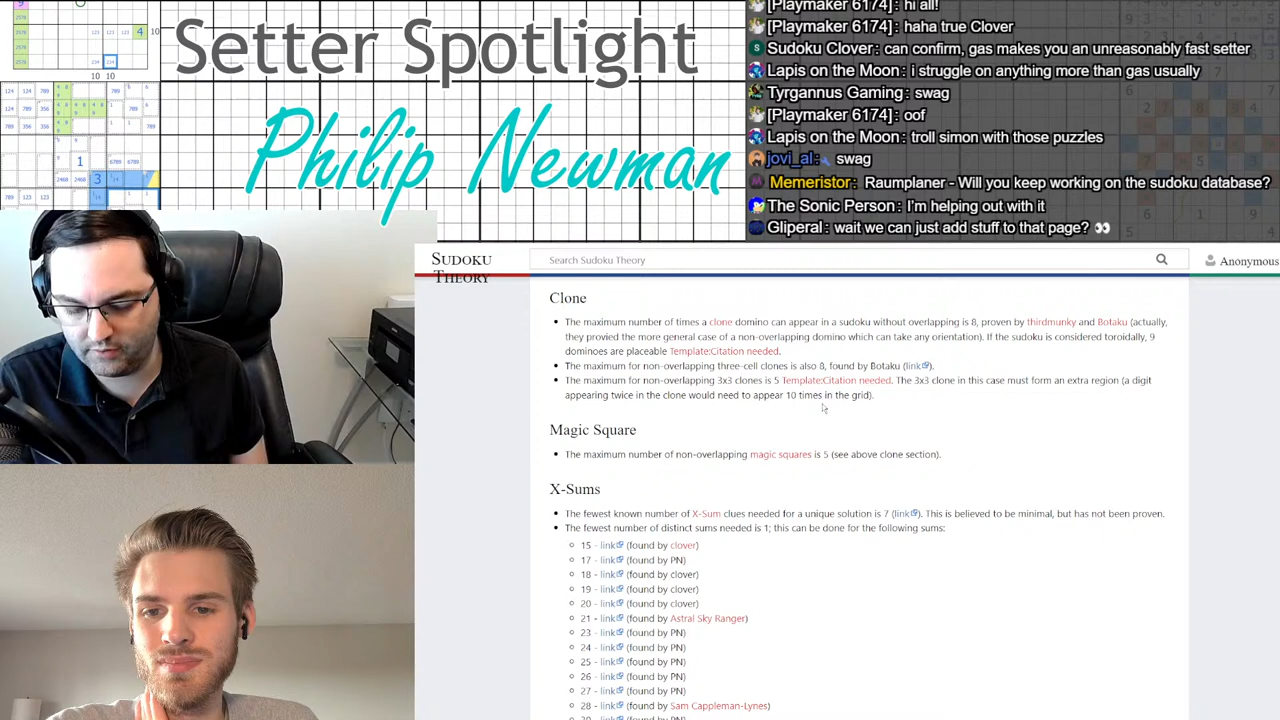 Setter Spotlight
Philip Newman
[Playmaker 6174]: hi all!
[Playmaker 6174]: haha true Clover
Sudoku Clover: can confirm, gas makes you an unreasonably fast setter
Lapis on the Moon: i struggle on anything more than gas usually
Tyrgannus Gaming: swag
[Playmaker 6174]: oof
Lapis on the Moon: troll simon with those puzzles
jovi_al: swag
Memeristor: Raumplaner - Will you keep working on the sudoku database?
The Sonic Person: I'm helping out with it
Gliperal: wait we can just add stuff to that page? 👀
SUDOKU
THEORY
Search Sudoku Theory
Anonymous
Clone
The maximum number of times a clone domino can appear in a sudoku without overlapping is 8, proven by thirdmunky and Botaku (actually,
they provied the more general case of a non-overlapping domino which can take any orientation). If the sudoku is considered toroidally, 9
dominoes are placeable Template:Citation needed.
The maximum for non-overlapping three-cell clones is also 8, found by Botaku (link).
The maximum for non-overlapping 3x3 clones is 5 Template:Citation needed. The 3x3 clone in this case must form an extra region (a digit
appearing twice in the clone would need to appear 10 times in the grid).
Magic Square
The maximum number of non-overlapping magic squares is 5 (see above clone section).
X-Sums
The fewest known number of X-Sum clues needed for a unique solution is 7 (link). This is believed to be minimal, but has not been proven.
The fewest number of distinct sums needed is 1; this can be done for the following sums:
15 - link (found by clover)
17 - link (found by PN)
18 - link (found by clover)
19 - link (found by clover)
20 - link (found by clover)
21 - link (found by Astral Sky Ranger)
23 - link (found by PN)
24 - link (found by PN)
25 - link (found by PN)
26 - link (found by PN)
27 - link (found by PN)
28 - link (found by Sam Cappleman-Lynes)